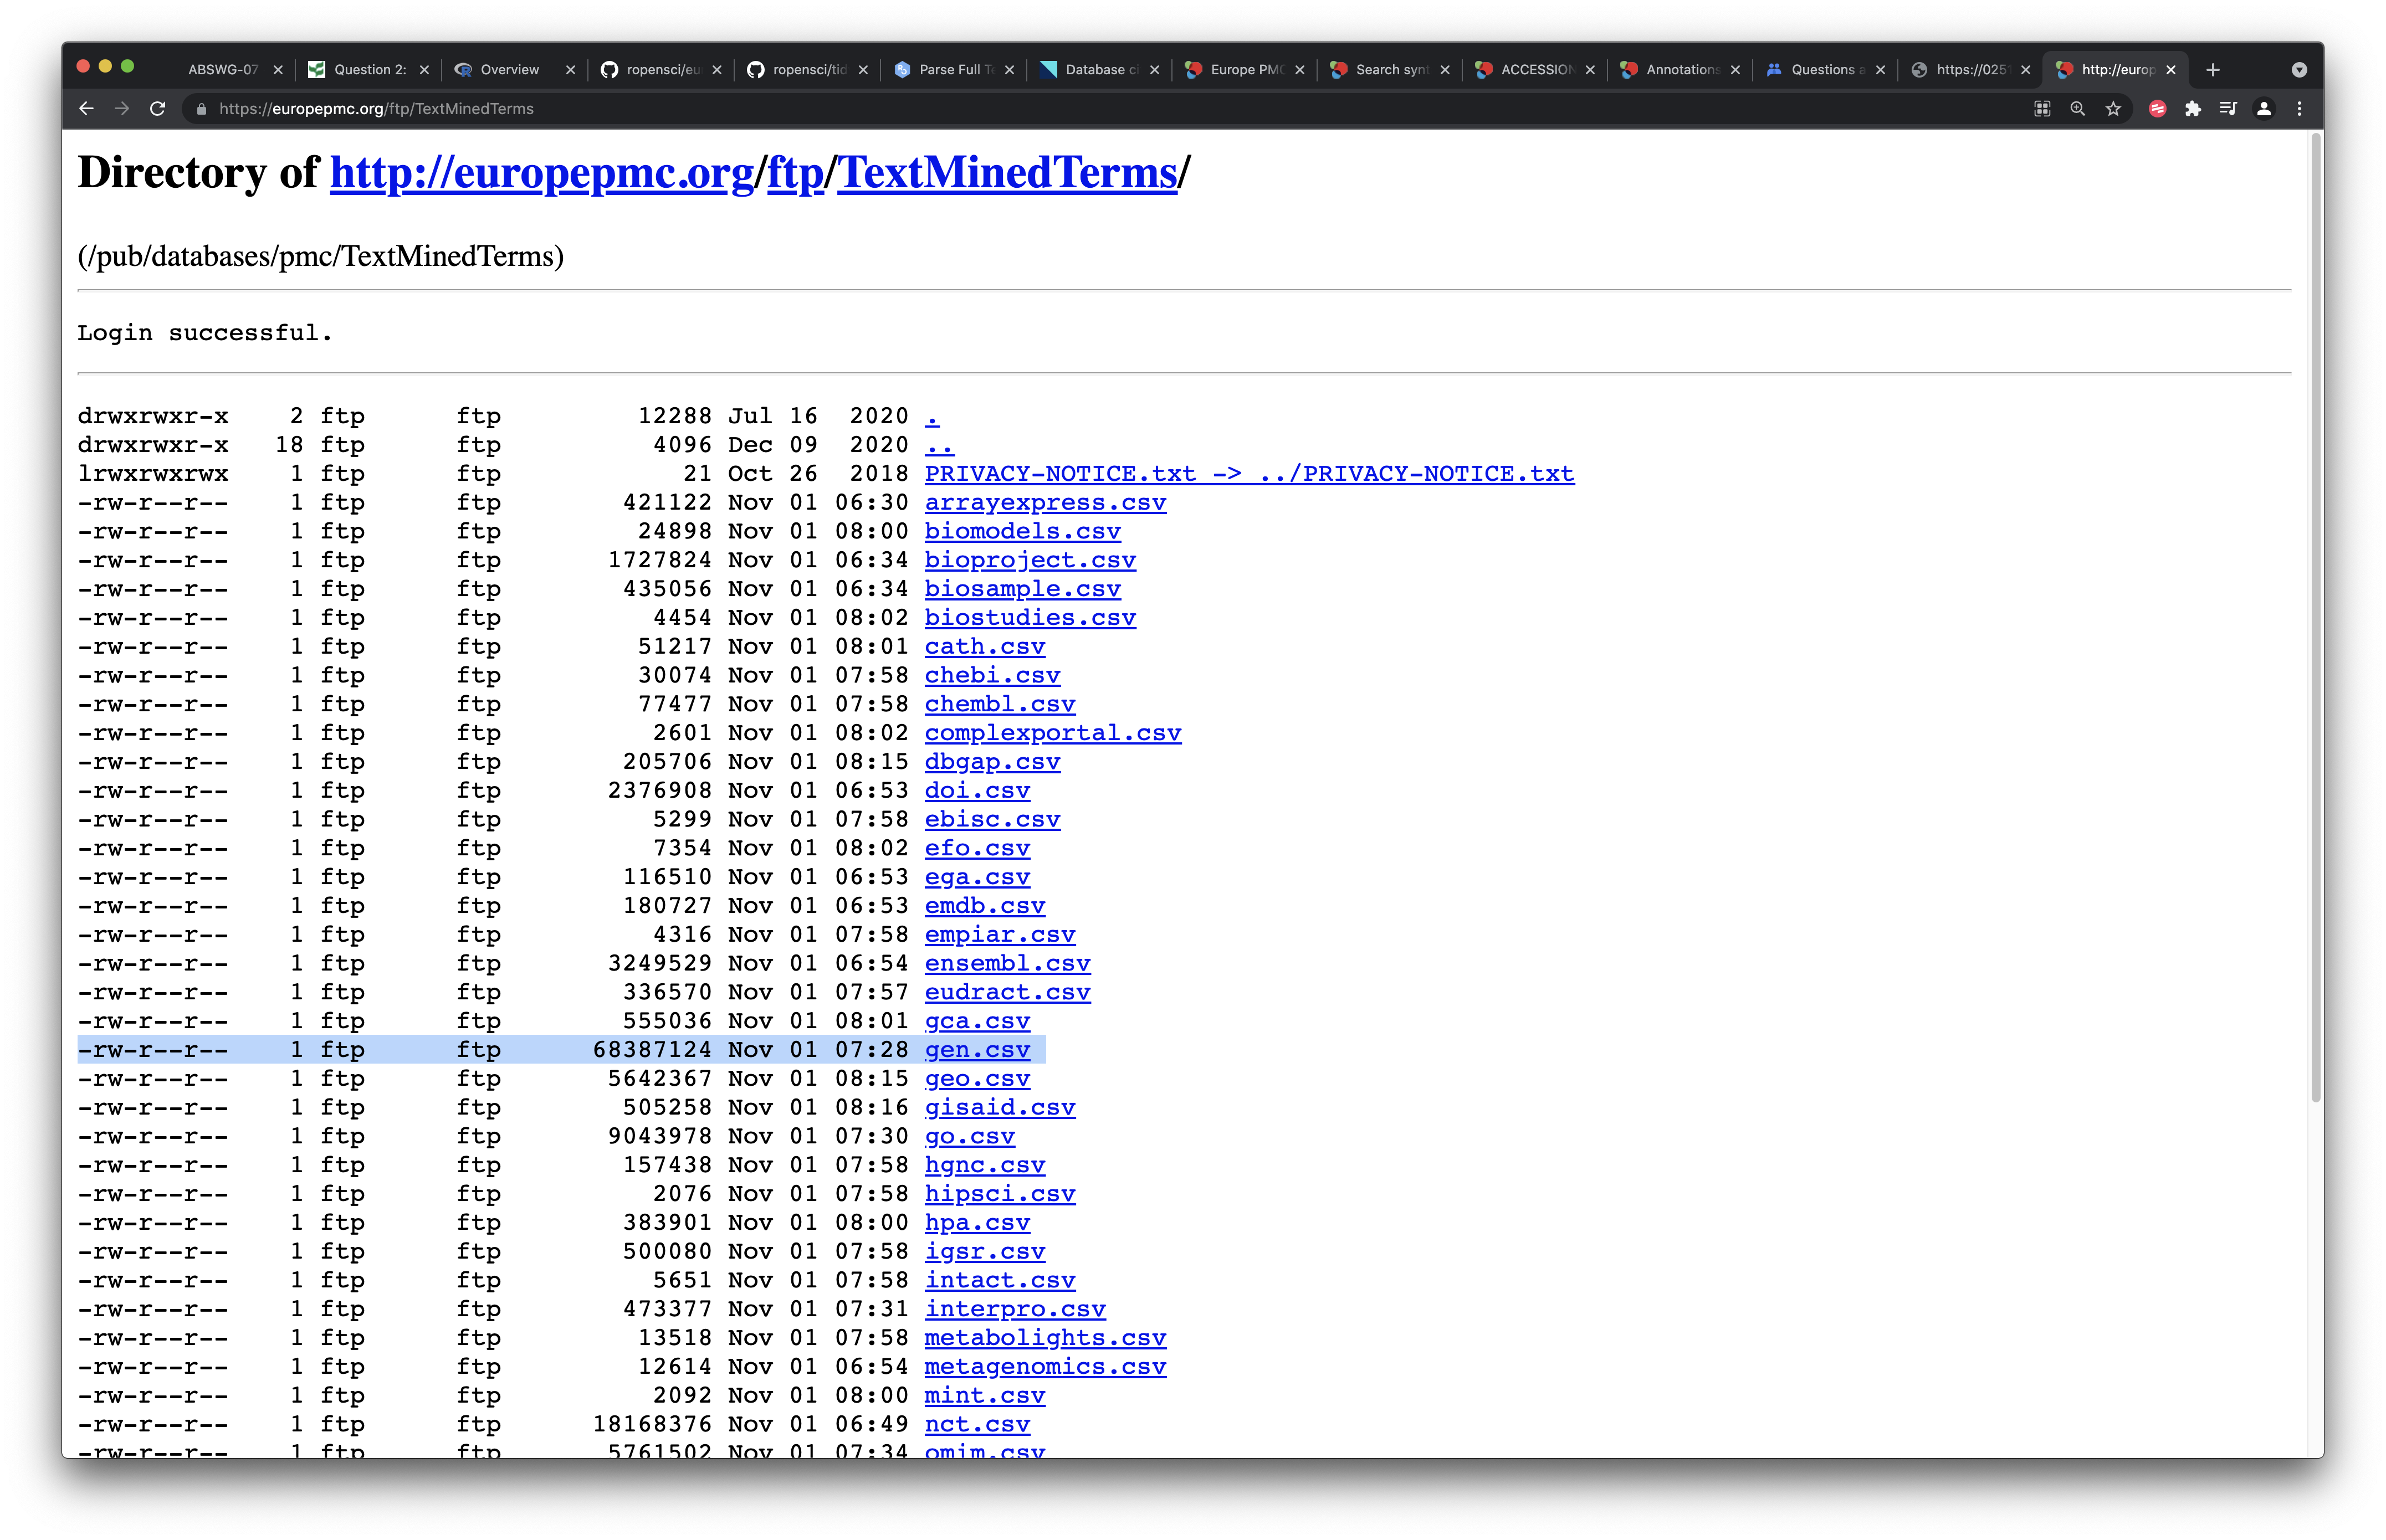 ABSWG-07 Question 2: Overview ropensci/eu ropensci/tid Parse Full Te Database ci Europe PMC Search synt ACCESSION Annotations Questions a https://025 http://europ
https://europepmc.org/ftp/TextMinedTerms
Directory of http://europepmc.org/ftp/TextMinedTerms/
(/pub/databases/pmc/TextMinedTerms)
Login successful.
drwxrwxr-x 2 ftp ftp 12288 Jul 16 2020 .
drwxrwxr-x 18 ftp ftp 4096 Dec 09 2020 ..
lrwxrwxrwx 1 ftp ftp 21 Oct 26 2018 PRIVACY-NOTICE.txt -> ../PRIVACY-NOTICE.txt
-rw-r--r-- 1 ftp ftp 421122 Nov 01 06:30 arrayexpress.csv
-rw-r--r-- 1 ftp ftp 24898 Nov 01 08:00 biomodels.csv
-rw-r--r-- 1 ftp ftp 1727824 Nov 01 06:34 bioproject.csv
-rw-r--r-- 1 ftp ftp 435056 Nov 01 06:34 biosample.csv
-rw-r--r-- 1 ftp ftp 4454 Nov 01 08:02 biostudies.csv
-rw-r--r-- 1 ftp ftp 51217 Nov 01 08:01 cath.csv
-rw-r--r-- 1 ftp ftp 30074 Nov 01 07:58 chebi.csv
-rw-r--r-- 1 ftp ftp 77477 Nov 01 07:58 chembl.csv
-rw-r--r-- 1 ftp ftp 2601 Nov 01 08:02 complexportal.csv
-rw-r--r-- 1 ftp ftp 205706 Nov 01 08:15 dbgap.csv
-rw-r--r-- 1 ftp ftp 2376908 Nov 01 06:53 doi.csv
-rw-r--r-- 1 ftp ftp 5299 Nov 01 07:58 ebisc.csv
-rw-r--r-- 1 ftp ftp 7354 Nov 01 08:02 efo.csv
-rw-r--r-- 1 ftp ftp 116510 Nov 01 06:53 ega.csv
-rw-r--r-- 1 ftp ftp 180727 Nov 01 06:53 emdb.csv
-rw-r--r-- 1 ftp ftp 4316 Nov 01 07:58 empiar.csv
-rw-r--r-- 1 ftp ftp 3249529 Nov 01 06:54 ensembl.csv
-rw-r--r-- 1 ftp ftp 336570 Nov 01 07:57 eudract.csv
-rw-r--r-- 1 ftp ftp 555036 Nov 01 08:01 gca.csv
-rw-r--r-- 1 ftp ftp 68387124 Nov 01 07:28 gen.csv
-rw-r--r-- 1 ftp ftp 5642367 Nov 01 08:15 geo.csv
-rw-r--r-- 1 ftp ftp 505258 Nov 01 08:16 gisaid.csv
-rw-r--r-- 1 ftp ftp 9043978 Nov 01 07:30 go.csv
-rw-r--r-- 1 ftp ftp 157438 Nov 01 07:58 hgnc.csv
-rw-r--r-- 1 ftp ftp 2076 Nov 01 07:58 hipsci.csv
-rw-r--r-- 1 ftp ftp 383901 Nov 01 08:00 hpa.csv
-rw-r--r-- 1 ftp ftp 500080 Nov 01 07:58 igsr.csv
-rw-r--r-- 1 ftp ftp 5651 Nov 01 07:58 intact.csv
-rw-r--r-- 1 ftp ftp 473377 Nov 01 07:31 interpro.csv
-rw-r--r-- 1 ftp ftp 13518 Nov 01 07:58 metabolights.csv
-rw-r--r-- 1 ftp ftp 12614 Nov 01 06:54 metagenomics.csv
-rw-r--r-- 1 ftp ftp 2092 Nov 01 08:00 mint.csv
-rw-r--r-- 1 ftp ftp 18168376 Nov 01 06:49 nct.csv
-rw-r--r-- 1 ftp ftp 5761502 Nov 01 07:34 omim.csv